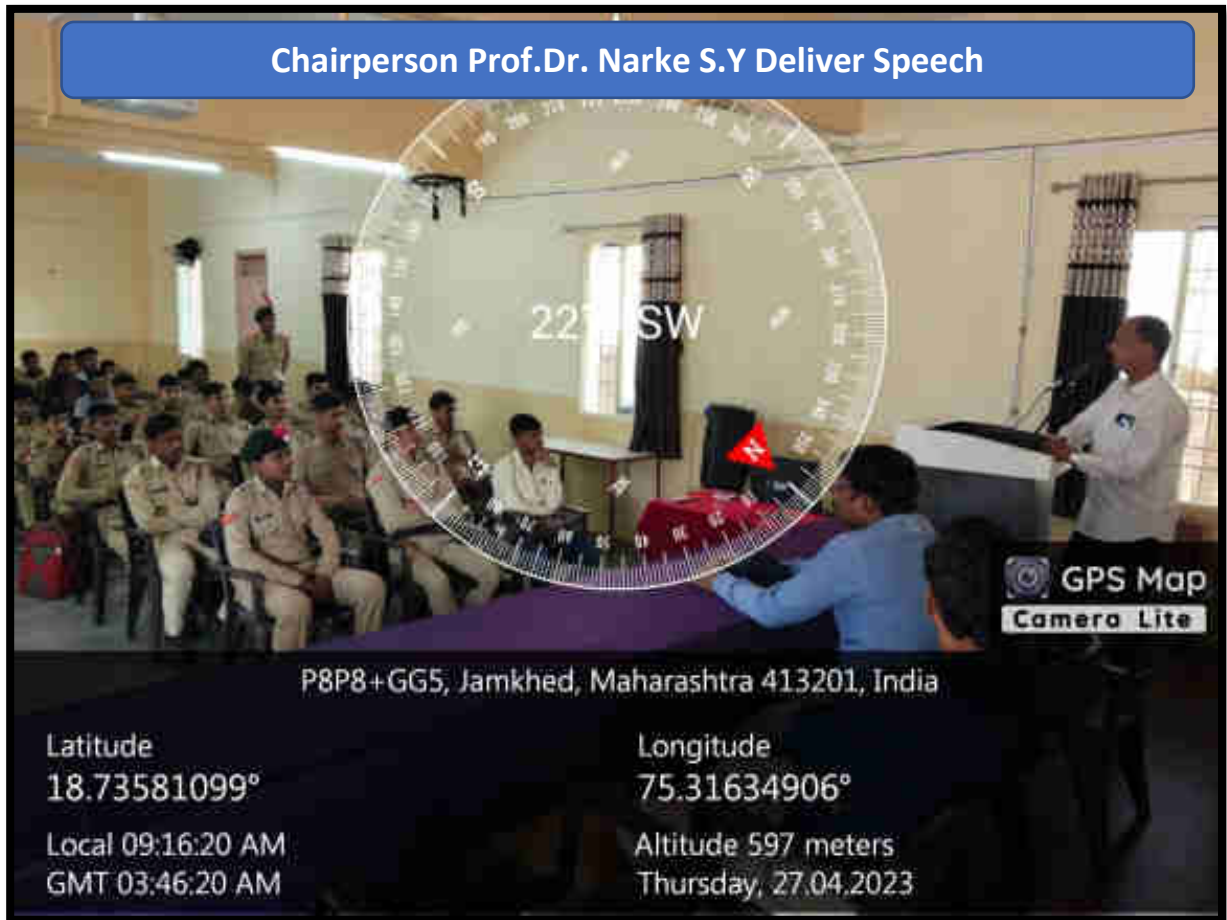 Chairperson Prof.Dr. Narke S.Y Deliver Speech
SW
N
GPS Map
Camera Lite
P8P8+GG5, Jamkhed, Maharashtra 413201, India
Latitude
18.73581099°
Longitude
75.31634906°
Local 09:16:20 AM
GMT 03:46:20 AM
Altitude 597 meters
Thursday, 27.04.2023